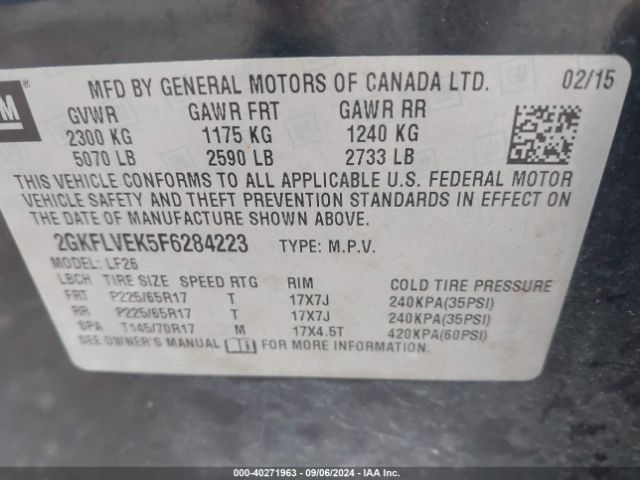 GM
MFD BY GENERAL MOTORS OF CANADA LTD. 02/15
GVWR GAWR FRT GAWR RR
2300 KG 1175 KG 1240 KG
5070 LB 2590 LB 2733 LB
THIS VEHICLE CONFORMS TO ALL APPLICABLE U.S. FEDERAL MOTOR
VEHICLE SAFETY AND THEFT PREVENTION STANDARDS IN EFFECT ON
THE DATE OF MANUFACTURE SHOWN ABOVE.
2GKFLVEK5F6284223 TYPE: M.P.V.
MODEL: LF26
LBCH TIRE SIZE SPEED RTG RIM COLD TIRE PRESSURE
FRT P225/65R17 T 17X7J 240KPA(35PSI)
RR P225/65R17 T 17X7J 240KPA(35PSI)
SPA T145/70R17 M 17X4.5T 420KPA(60PSI)
SEE OWNER'S MANUAL FOR MORE INFORMATION.
000-40271963 - 09/06/2024 - IAAI.COM